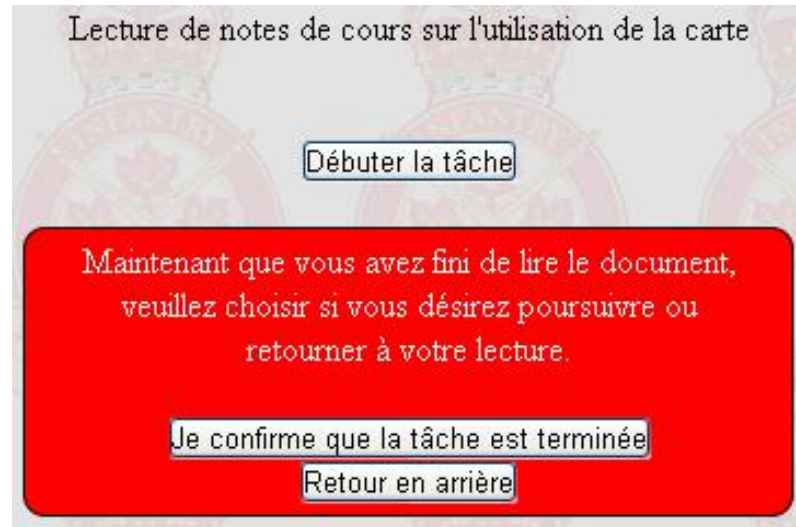 Lecture de notes de cours sur l'utilisation de la carte
Débuter la tâche
Maintenant que vous avez fini de lire le document,
veuillez choisir si vous désirez poursuivre ou
retourner à votre lecture.
Je confirme que la tâche est terminée
Retour en arrière